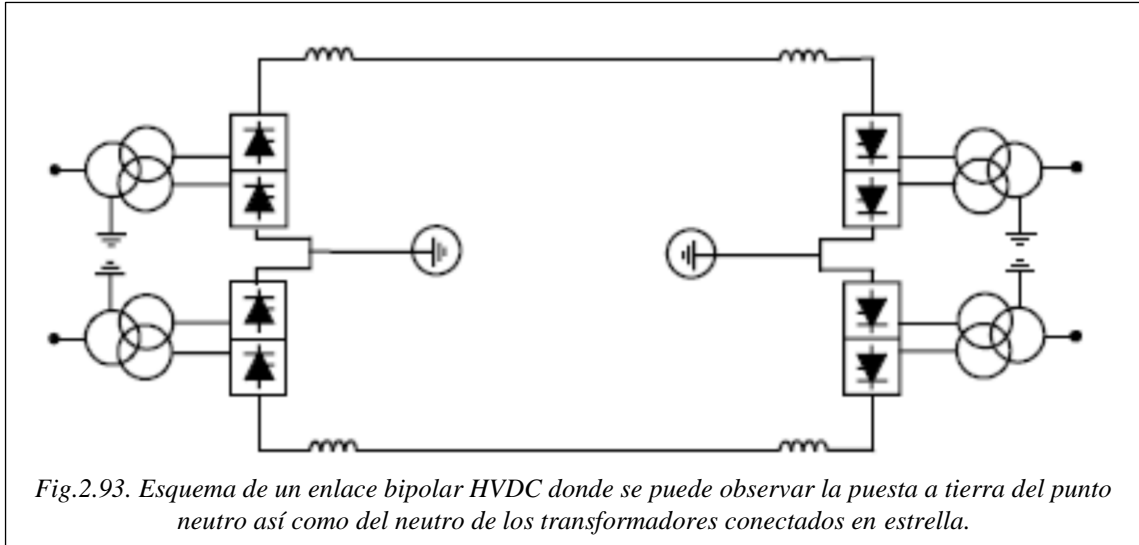 Fig.2.93. Esquema de un enlace bipolar HVDC donde se puede observar la puesta a tierra del punto
neutro así como del neutro de los transformadores conectados en estrella.